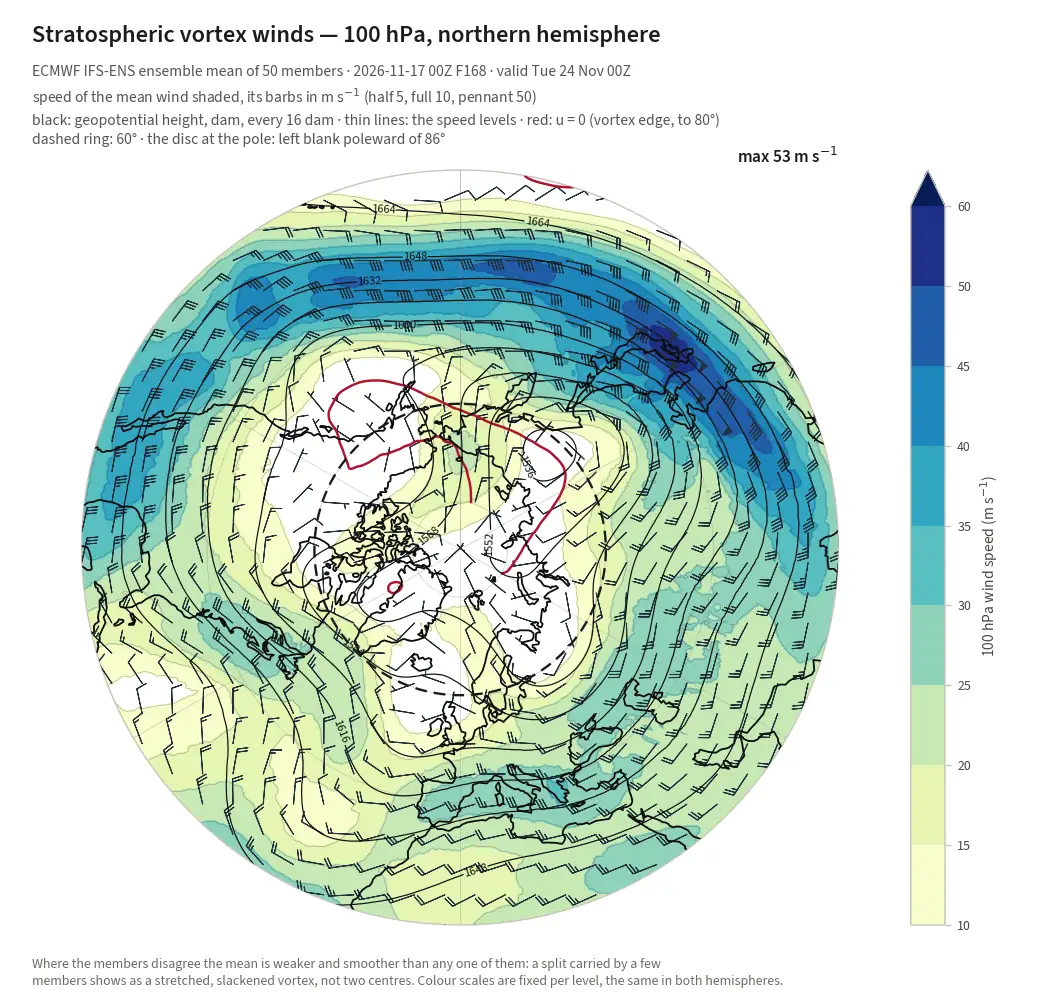 Stratospheric vortex winds — 100 hPa, northern hemisphere
ECMWF IFS-ENS ensemble mean of 50 members · 2026-11-17 00Z F168 · valid Tue 24 Nov 00Z
speed of the mean wind shaded, its barbs in m s⁻¹ (half 5, full 10, pennant 50)
black: geopotential height, dam, every 16 dam · thin lines: the speed levels · red: u = 0 (vortex edge, to 80°)
dashed ring: 60° · the disc at the pole: left blank poleward of 86°
max 53 m s⁻¹
1664
1664
1648
1632
1536
1568
1552
1616
1648
60
50
45
40
35
30
25
20
15
10
100 hPa wind speed (m s⁻¹)
Where the members disagree the mean is weaker and smoother than any one of them: a split carried by a few
members shows as a stretched, slackened vortex, not two centres. Colour scales are fixed per level, the same in both hemispheres.